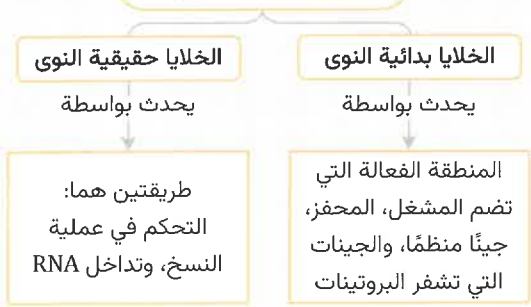 الخلايا بدائية النوى
يحدث بواسطة
المنطقة الفعالة التي
تضم المشغل، المحفز،
جينًا منظمًا، والجينات
التي تشفر البروتينات
الخلايا حقيقية النوى
يحدث بواسطة
طريقتين هما:
التحكم في عملية
النسخ، وتداخل RNA